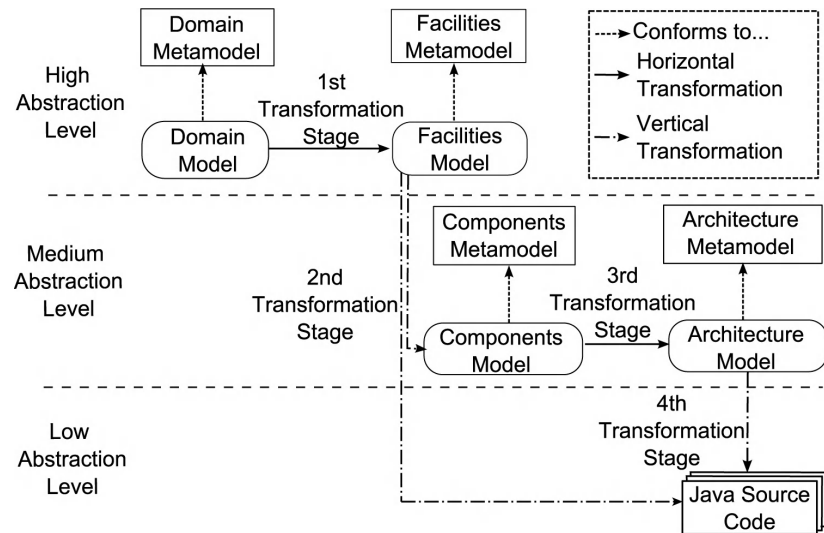 Domain
Metamodel
Facilities
Metamodel
Conforms to...
Horizontal
Transformation
Vertical
Transformation
High
Abstraction
Level
1st
Transformation
Stage
Domain
Model
Facilities
Model
Medium
Abstraction
Level
Components
Metamodel
Architecture
Metamodel
2nd
Transformation
Stage
3rd
Transformation
Stage
Components
Model
Architecture
Model
Low
Abstraction
Level
4th
Transformation
Stage
Java Source
Code